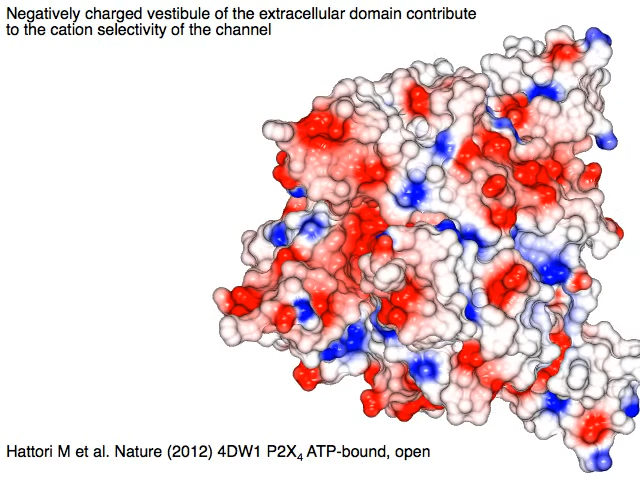 Negatively charged vestibule of the extracellular domain contribute
to the cation selectivity of the channel
Hattori M et al. Nature (2012) 4DW1 P2X₄ ATP-bound, open